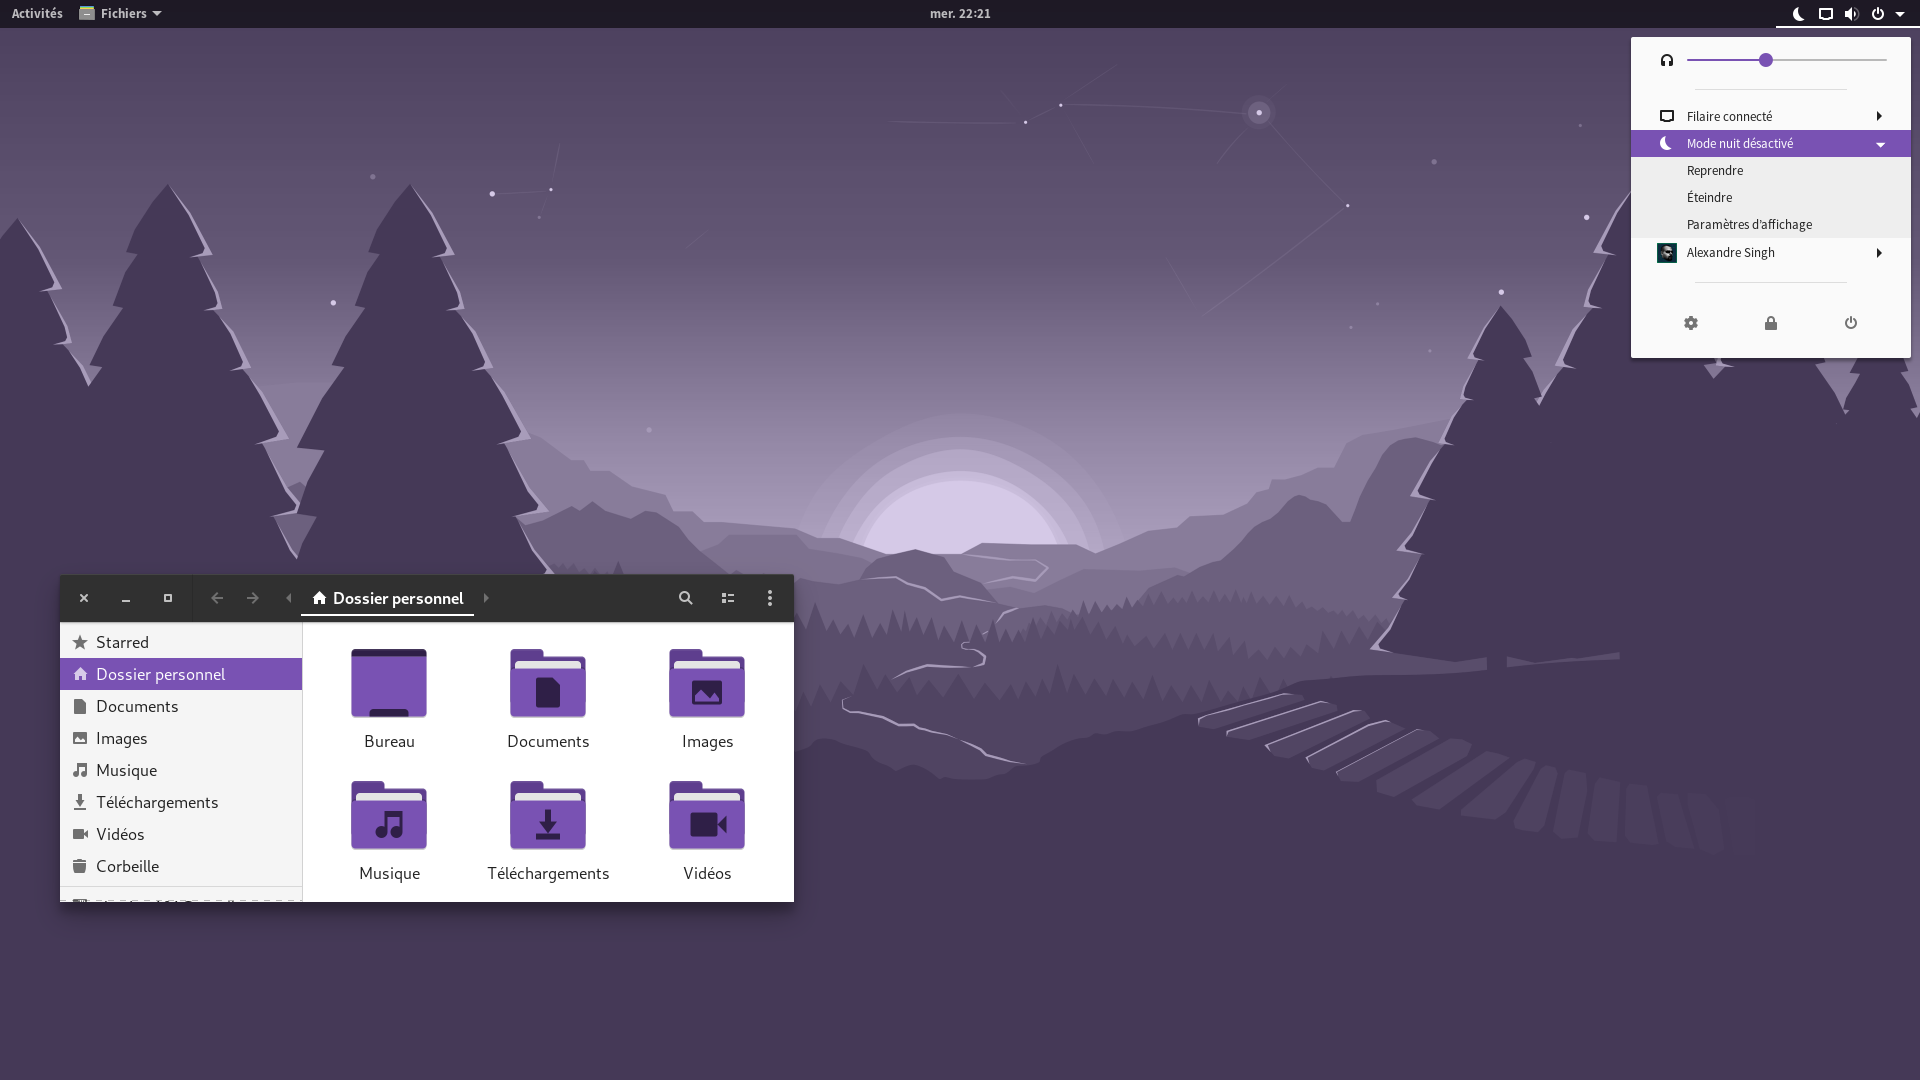 Activités
Fichiers
mer. 22:21
Filaire connecté
Mode nuit désactivé
Reprendre
Éteindre
Paramètres d'affichage
Alexandre Singh
Dossier personnel
Starred
Dossier personnel
Documents
Images
Musique
Téléchargements
Vidéos
Corbeille
Bureau
Documents
Images
Musique
Téléchargements
Vidéos